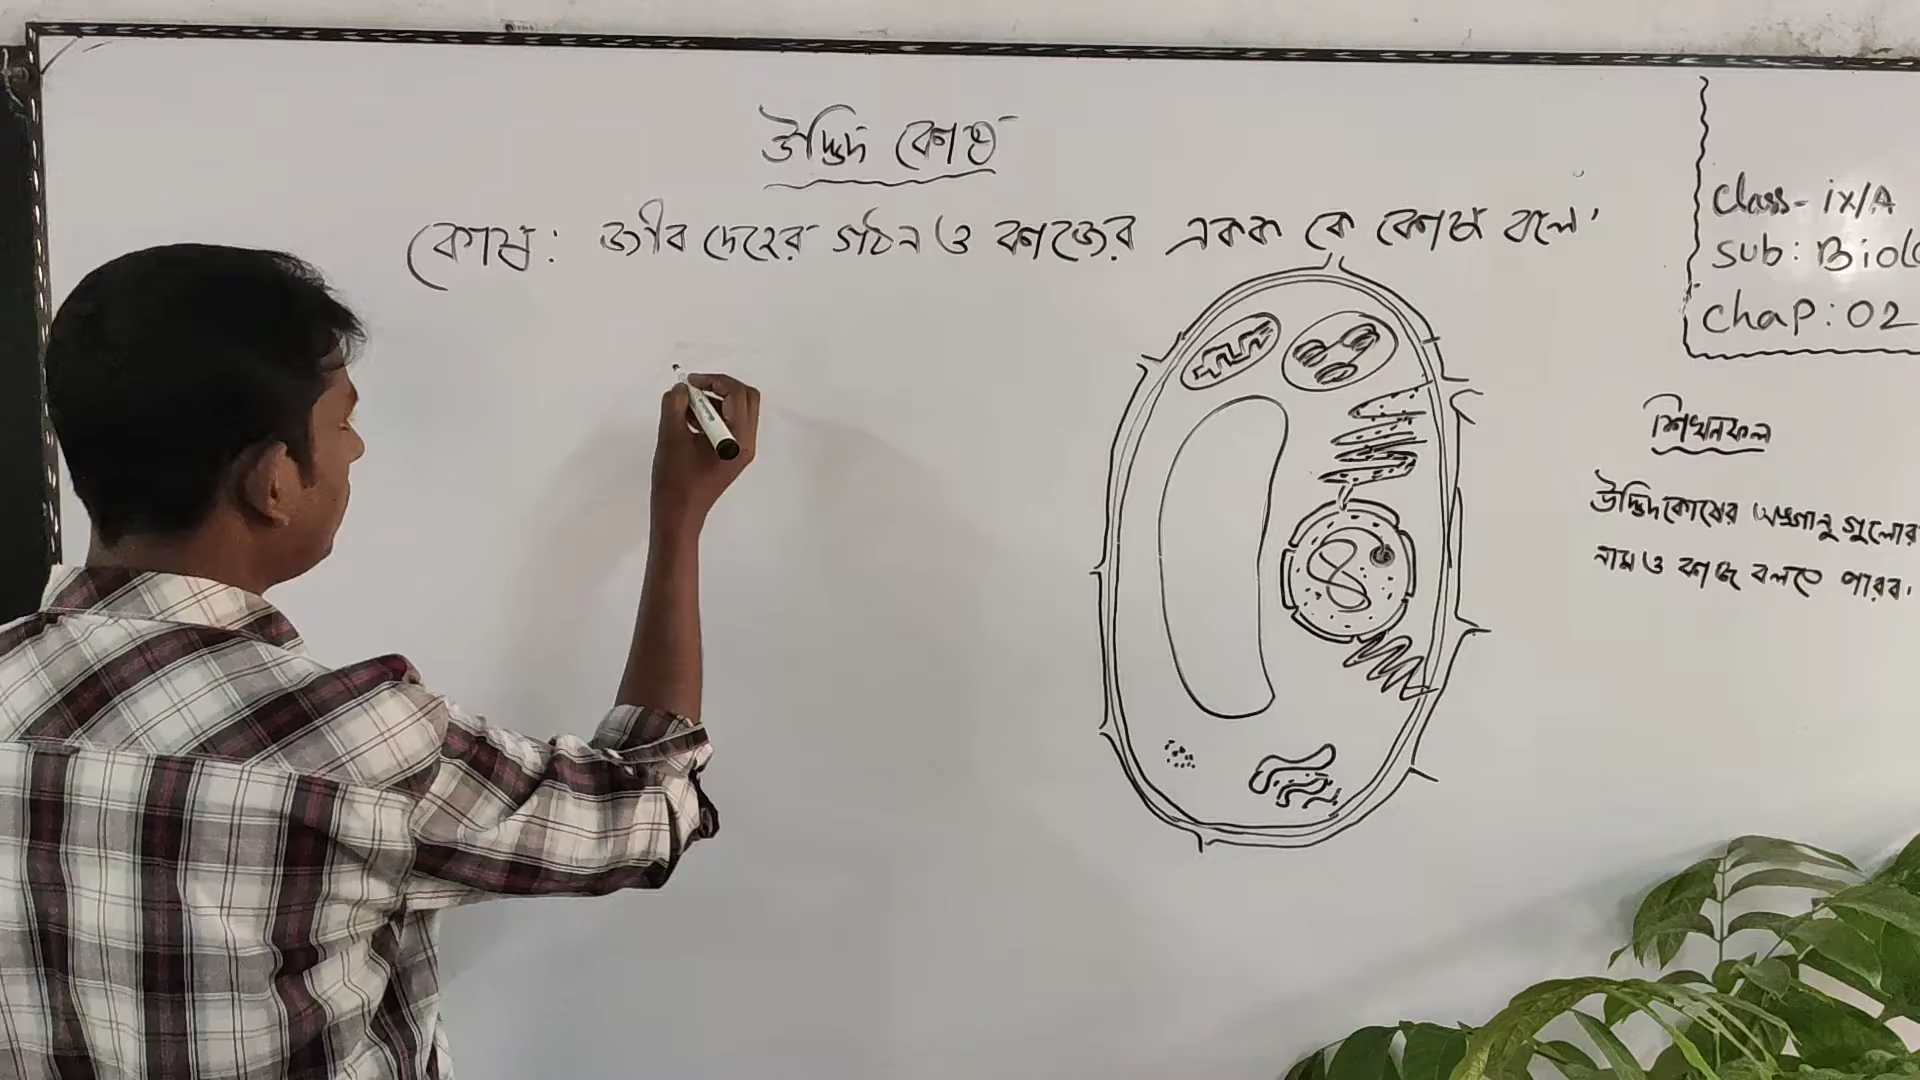 উদ্ভিদ কোষ
কোষ: জীব দেহের গঠন ও কাজের একক কে কোষ বলে।
Class - ix/A
Sub: Biolo
Chap: 02
শিখনফল
উদ্ভিদকোষের অঙ্গানু গুলোর
নাম ও কাজ বলতে পারব।